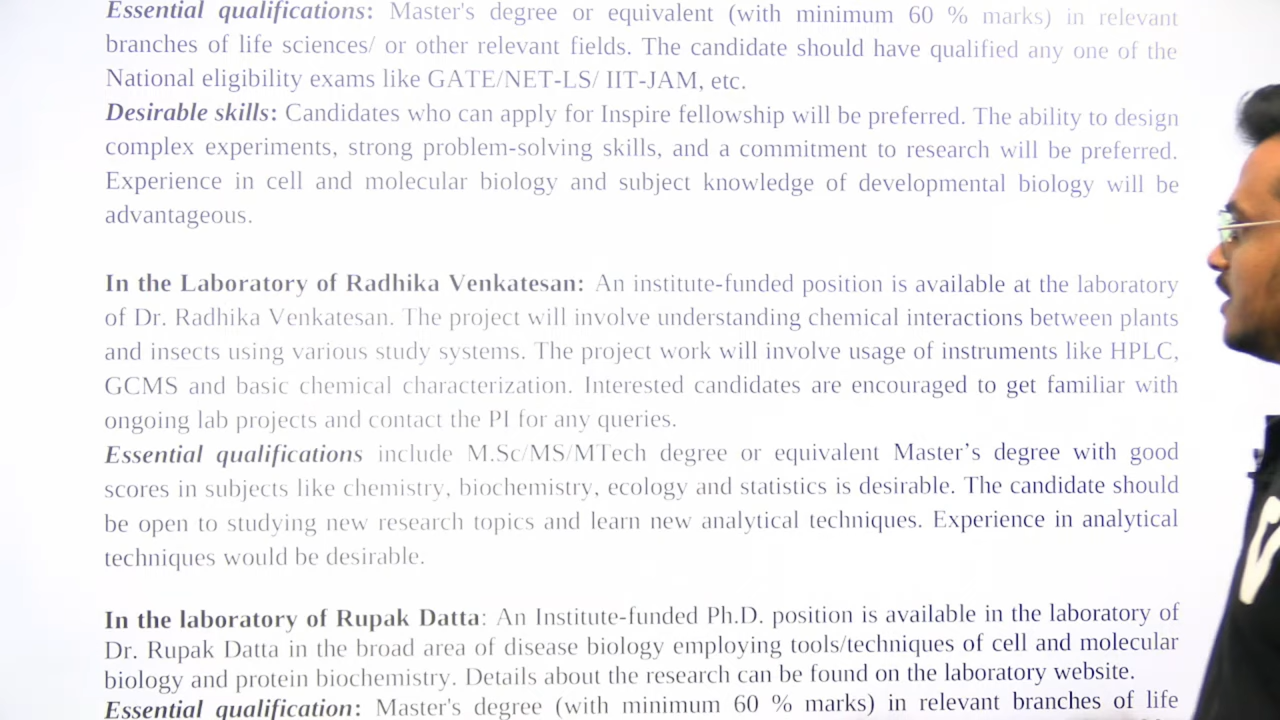 Essential qualifications: Master's degree or equivalent (with minimum 60 % marks) in relevant
branches of life sciences/ or other relevant fields. The candidate should have qualified any one of the
National eligibility exams like GATE/NET-LS/ IIT-JAM, etc.
Desirable skills: Candidates who can apply for Inspire fellowship will be preferred. The ability to design
complex experiments, strong problem-solving skills, and a commitment to research will be preferred.
Experience in cell and molecular biology and subject knowledge of developmental biology will be
advantageous.
In the Laboratory of Radhika Venkatesan: An institute-funded position is available at the laboratory
of Dr. Radhika Venkatesan. The project will involve understanding chemical interactions between plants
and insects using various study systems. The project work will involve usage of instruments like HPLC,
GCMS and basic chemical characterization. Interested candidates are encouraged to get familiar with
ongoing lab projects and contact the PI for any queries.
Essential qualifications include M.Sc/MS/MTech degree or equivalent Master’s degree with good
scores in subjects like chemistry, biochemistry, ecology and statistics is desirable. The candidate should
be open to studying new research topics and learn new analytical techniques. Experience in analytical
techniques would be desirable.
In the laboratory of Rupak Datta: An Institute-funded Ph.D. position is available in the laboratory of
Dr. Rupak Datta in the broad area of disease biology employing tools/techniques of cell and molecular
biology and protein biochemistry. Details about the research can be found on the laboratory website.
Essential qualification: Master's degree (with minimum 60 % marks) in relevant branches of life